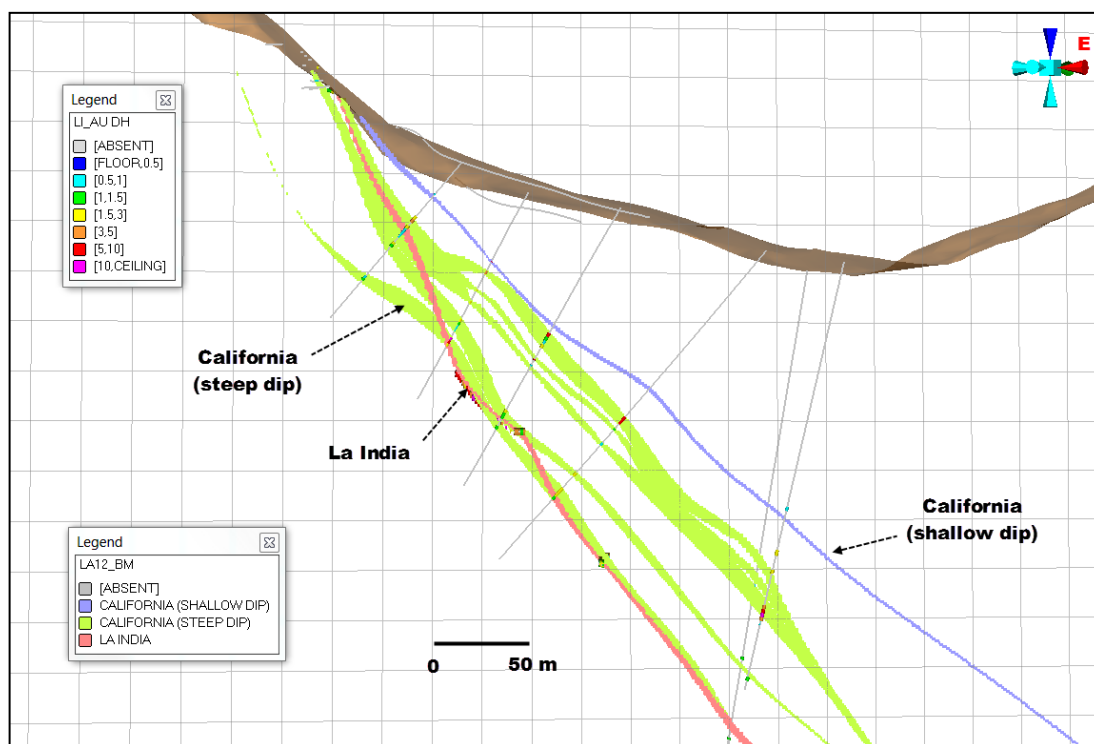 E
Legend
LI_AU DH
[ABSENT]
[FLOOR,0.5]
[0.5,1]
[1,1.5]
[1.5,3]
[3,5]
[5,10]
[10,CEILING]
California
(steep dip)
La India
California
(shallow dip)
Legend
LA12_BM
[ABSENT]
CALIFORNIA (SHALLOW DIP)
CALIFORNIA (STEEP DIP)
LA INDIA
0 50 m